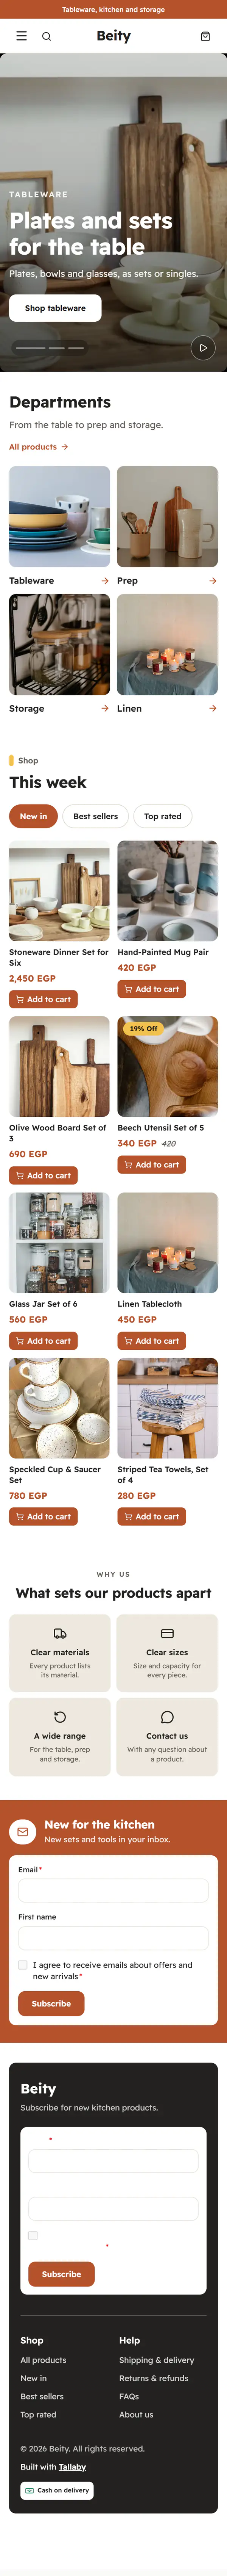 Tableware, kitchen and storage
Beity
TABLEWARE
Plates and sets
for the table
Plates, bowls and glasses, as sets or singles.
Shop tableware
Departments
From the table to prep and storage.
All products
Tableware
Prep
Storage
Linen
Shop
This week
New in
Best sellers
Top rated
Stoneware Dinner Set for
Six
2,450 EGP
Add to cart
Hand-Painted Mug Pair
420 EGP
Add to cart
Olive Wood Board Set of
3
690 EGP
Add to cart
19% Off
Beech Utensil Set of 5
340 EGP 420
Add to cart
Glass Jar Set of 6
560 EGP
Add to cart
Linen Tablecloth
450 EGP
Add to cart
Speckled Cup & Saucer
Set
780 EGP
Add to cart
Striped Tea Towels, Set
of 4
280 EGP
Add to cart
WHY US
What sets our products apart
Clear materials
Every product lists
its material.
Clear sizes
Size and capacity for
every piece.
A wide range
For the table, prep
and storage.
Contact us
With any question about
a product.
New for the kitchen
New sets and tools in your inbox.
Email*
First name
I agree to receive emails about offers and
new arrivals*
Subscribe
Beity
Subscribe for new kitchen products.
*
*
Subscribe
Shop
All products
New in
Best sellers
Top rated
Help
Shipping & delivery
Returns & refunds
FAQs
About us
© 2026 Beity. All rights reserved.
Built with Tallaby
Cash on delivery